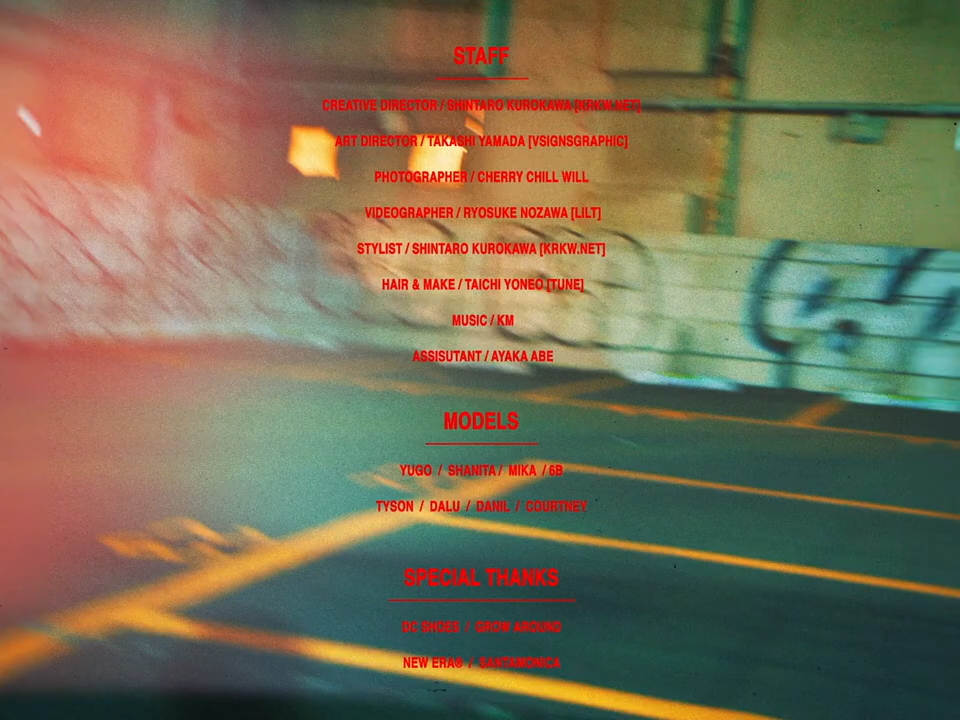 STAFF
CREATIVE DIRECTOR / SHINTARO KUROKAWA [KRKW.NET]
ART DIRECTOR / TAKASHI YAMADA [VSIGNSGRAPHIC]
PHOTOGRAPHER / CHERRY CHILL WILL
VIDEOGRAPHER / RYOSUKE NOZAWA [LILT]
STYLIST / SHINTARO KUROKAWA [KRKW.NET]
HAIR & MAKE / TAICHI YONEO [TUNE]
MUSIC / KM
ASSISUTANT / AYAKA ABE
MODELS
YUGO / SHANITA / MIKA / 6B
TYSON / DALU / DANIL / COURTNEY
SPECIAL THANKS
DC SHOES / GROW AROUND
NEW ERA® / SANTAMONICA